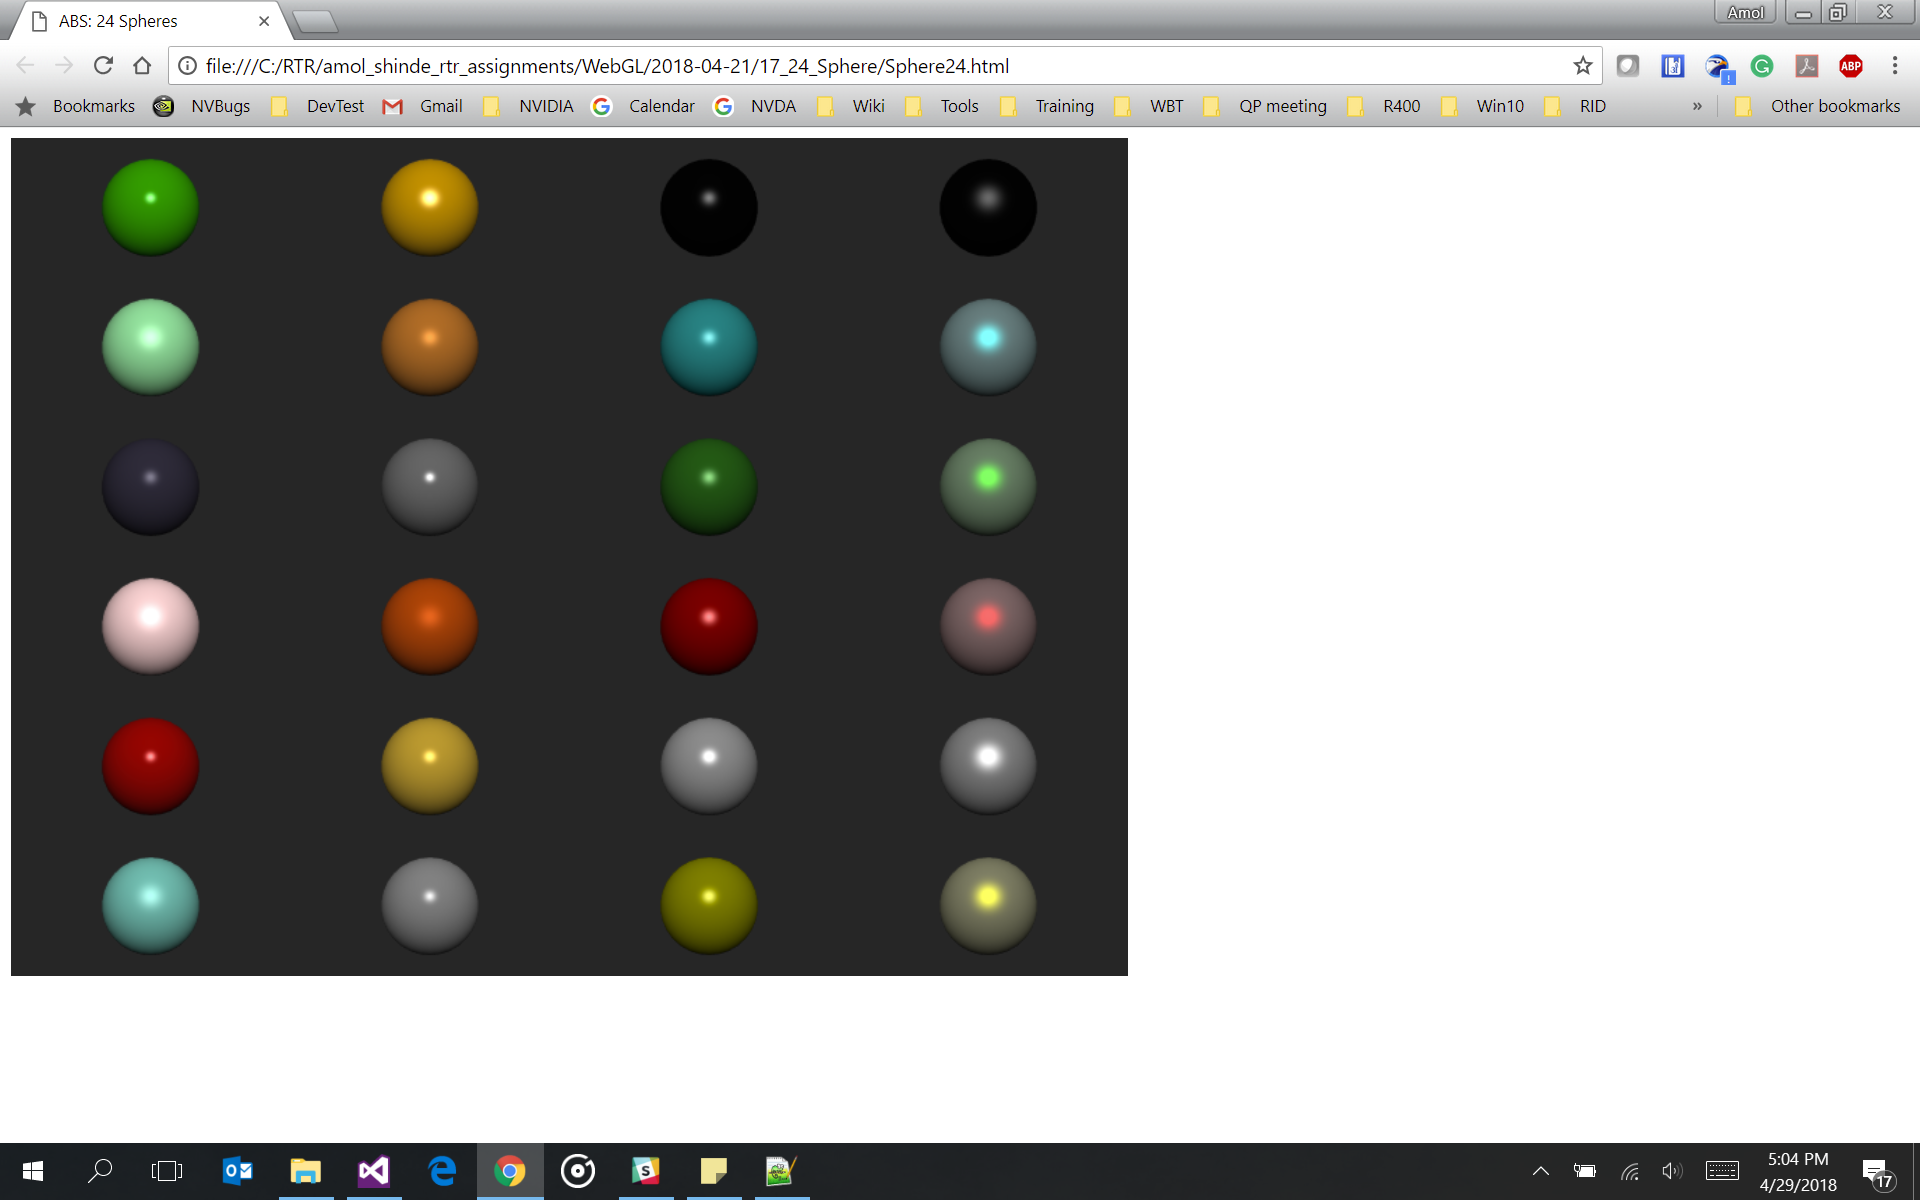 ABS: 24 Spheres
Amol
file:///C:/RTR/amol_shinde_rtr_assignments/WebGL/2018-04-21/17_24_Sphere/Sphere24.html
ABP
Bookmarks NVBugs DevTest Gmail NVIDIA Calendar NVDA Wiki Tools Training WBT QP meeting R400 Win10 RID » Other bookmarks
5:04 PM
4/29/2018
17